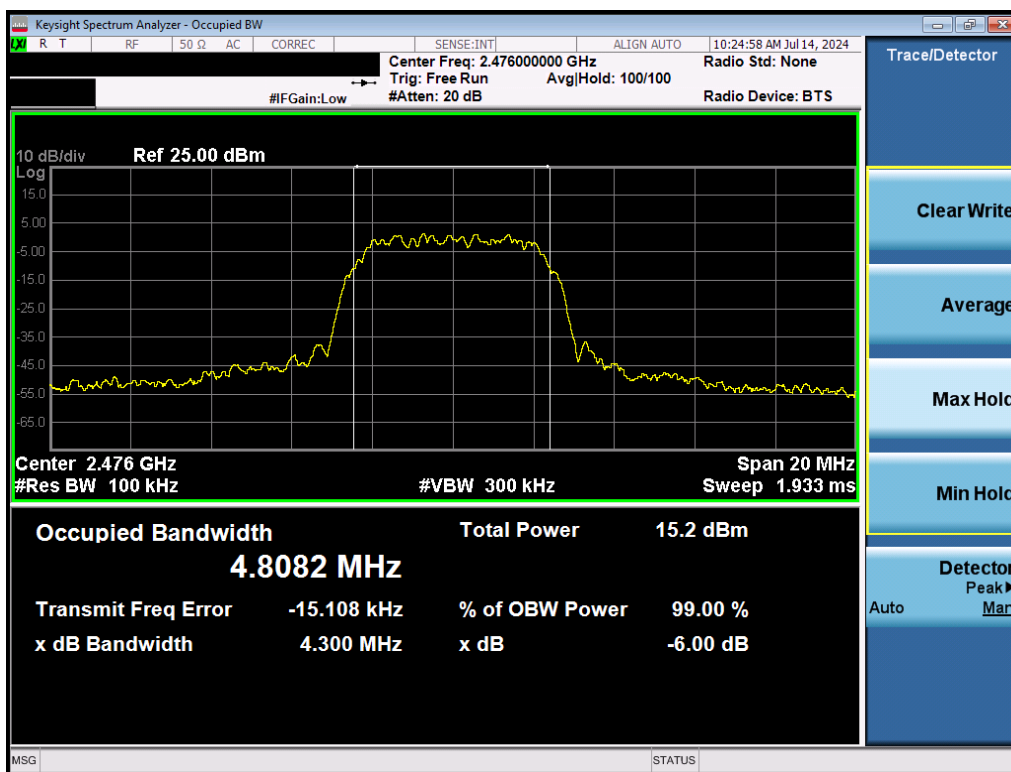 Keysight Spectrum Analyzer - Occupied BW
LXI R T RF 50 Ω AC CORREC SENSE:INT ALIGN AUTO 10:24:58 AM Jul 14, 2024
Center Freq: 2.476000000 GHz Radio Std: None
Trig: Free Run Avg|Hold: 100/100
#IFGain:Low #Atten: 20 dB Radio Device: BTS
Trace/Detector
10 dB/div Ref 25.00 dBm
Log
15.0
5.00
-5.00
-15.0
-25.0
-35.0
-45.0
-55.0
-65.0
Center 2.476 GHz Span 20 MHz
#Res BW 100 kHz #VBW 300 kHz Sweep 1.933 ms
Occupied Bandwidth Total Power 15.2 dBm
4.8082 MHz
Transmit Freq Error -15.108 kHz % of OBW Power 99.00 %
x dB Bandwidth 4.300 MHz x dB -6.00 dB
Clear Write
Average
Max Hold
Min Hold
Detector
Peak▶
Auto Man
MSG STATUS